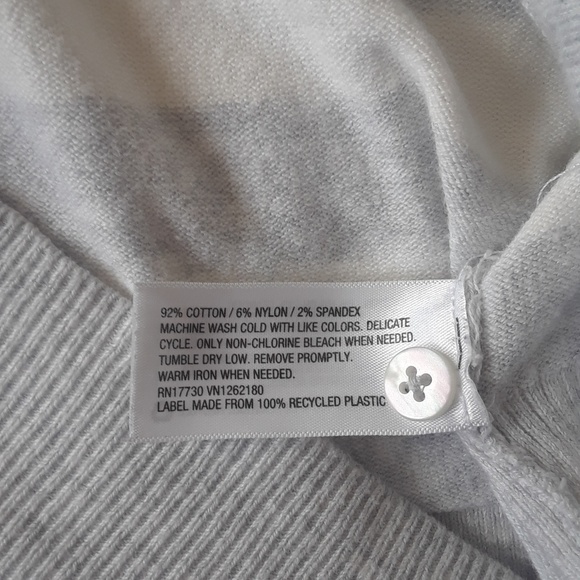 92% COTTON / 6% NYLON / 2% SPANDEX
MACHINE WASH COLD WITH LIKE COLORS. DELICATE
CYCLE. ONLY NON-CHLORINE BLEACH WHEN NEEDED.
TUMBLE DRY LOW. REMOVE PROMPTLY.
WARM IRON WHEN NEEDED.
RN17730 VN1262180
LABEL MADE FROM 100% RECYCLED PLASTIC